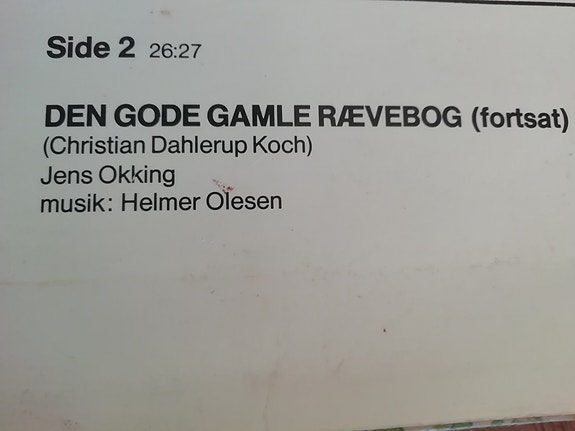 Side 2 26:27
DEN GODE GAMLE RÆVEBOG (fortsat)
(Christian Dahlerup Koch)
Jens Okking
musik: Helmer Olesen